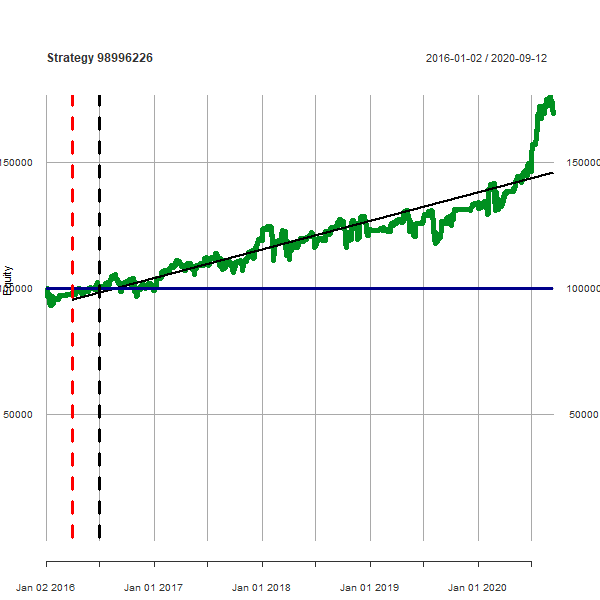 Strategy 98996226 2016-01-02 / 2020-09-12
150000 150000
Equity
100000 100000
50000 50000
Jan 02 2016 Jan 01 2017 Jan 01 2018 Jan 01 2019 Jan 01 2020